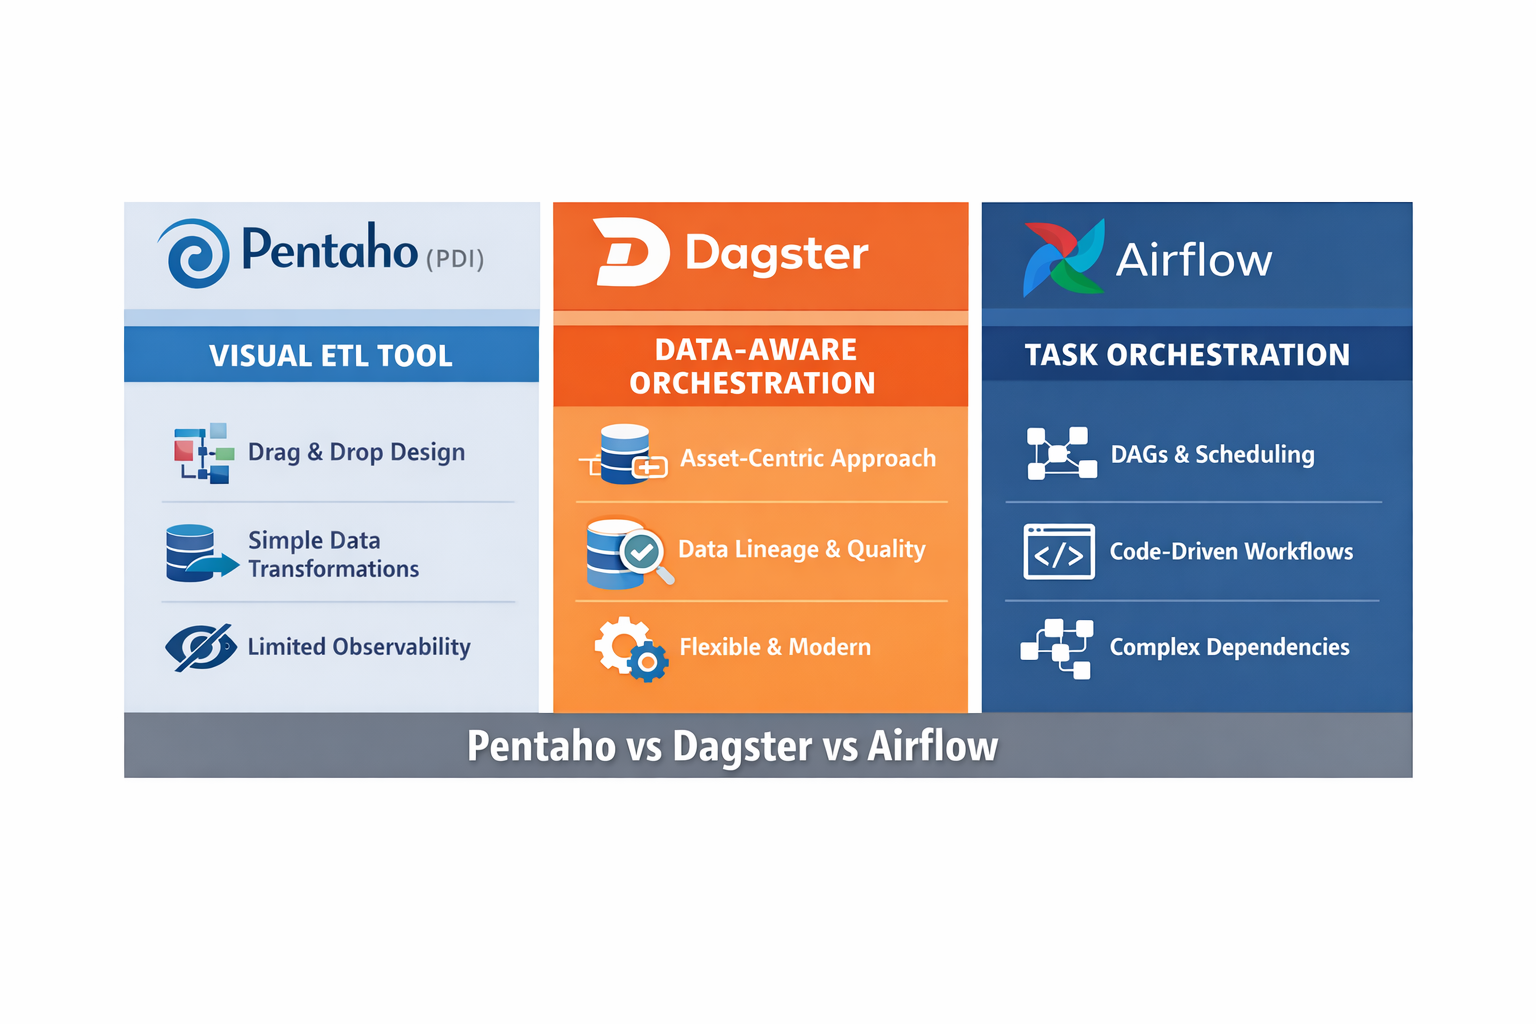 Pentaho (PDI)
VISUAL ETL TOOL
Drag & Drop Design
Simple Data
Transformations
Limited Observability
Dagster
DATA-AWARE
ORCHESTRATION
Asset-Centric Approach
Data Lineage & Quality
Flexible & Modern
Airflow
TASK ORCHESTRATION
DAGs & Scheduling
</>
Code-Driven Workflows
Complex Dependencies
Pentaho vs Dagster vs Airflow